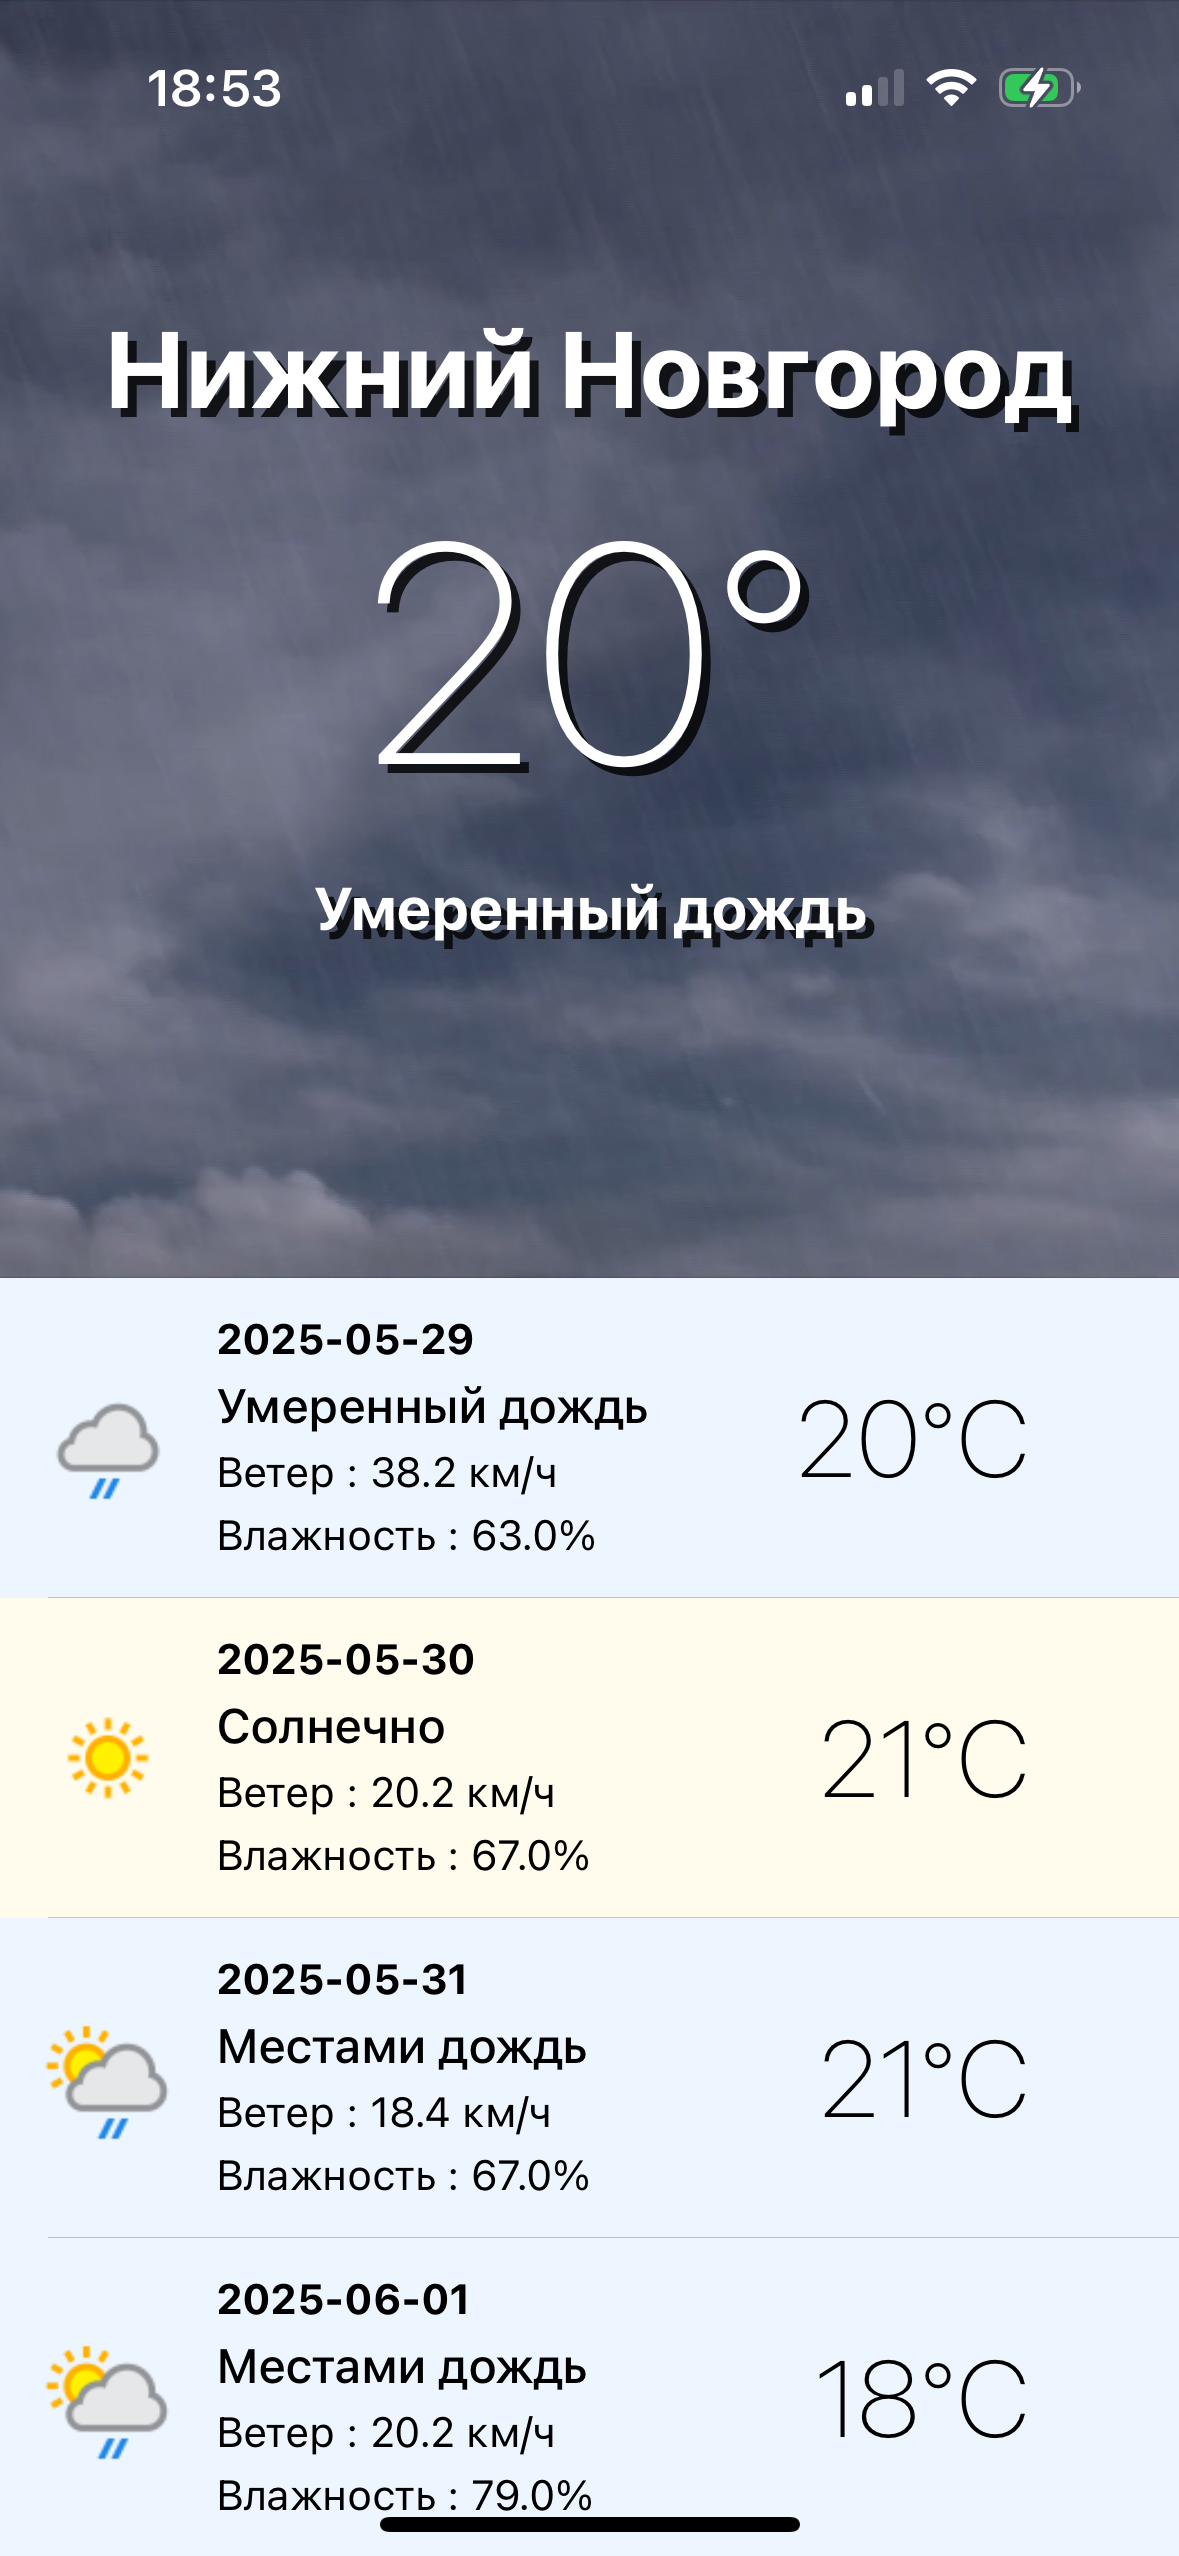 18:53
Нижний Новгород
20°
Умеренный дождь
2025-05-29
Умеренный дождь
20°C
Ветер : 38.2 км/ч
Влажность : 63.0%
2025-05-30
Солнечно
21°C
Ветер : 20.2 км/ч
Влажность : 67.0%
2025-05-31
Местами дождь
21°C
Ветер : 18.4 км/ч
Влажность : 67.0%
2025-06-01
Местами дождь
18°C
Ветер : 20.2 км/ч
Влажность : 79.0%